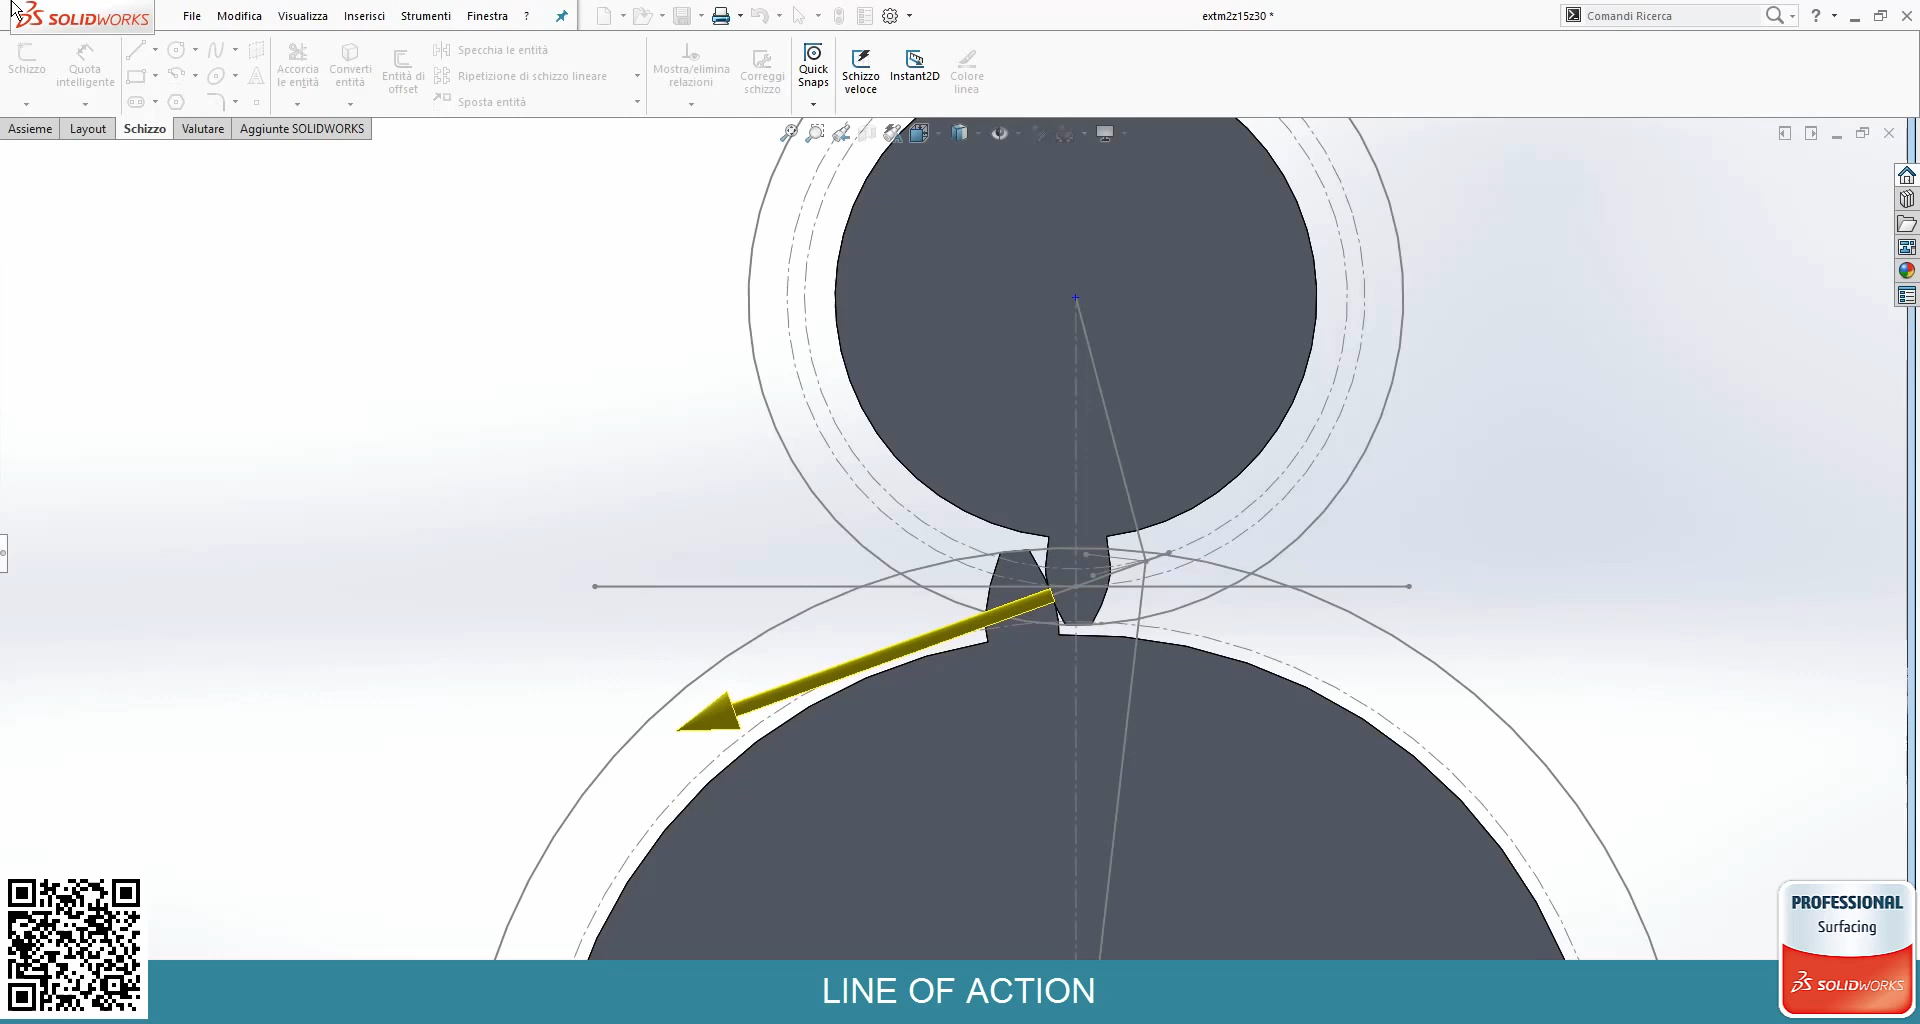 SOLIDWORKS
File Modifica Visualizza Inserisci Strumenti Finestra ?
extm2z15z30 *
Comandi Ricerca
?
Schizzo
Quota intelligente
Accorcia le entità
Converti entità
Entità di offset
Specchia le entità
Ripetizione di schizzo lineare
Sposta entità
Mostra/elimina relazioni
Correggi schizzo
Quick Snaps
Schizzo veloce
Instant2D
Colore linea
Assieme Layout Schizzo Valutare Aggiunte SOLIDWORKS
PROFESSIONAL
Surfacing
SOLIDWORKS
LINE OF ACTION